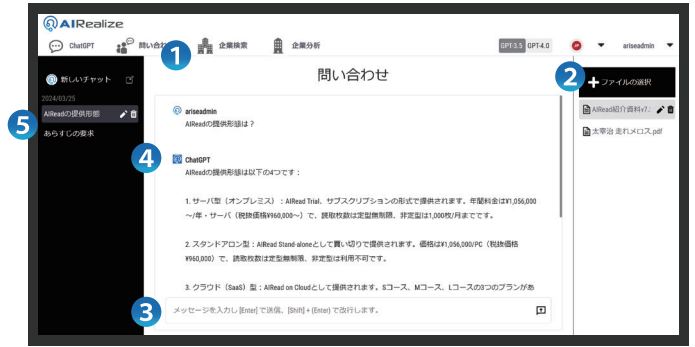 AIRealize
ChatGPT
問い合わ
企業検索
企業分析
GPT-3.5 GPT-4.0
ariseadmin
1
2
3
4
5
新しいチャット
2024/03/25
AIReadの提供形態
あらすじの要求
問い合わせ
ariseadmin
AIReadの提供形態は？
ChatGPT
AIReadの提供形態は以下の4つです：
1. サーバ型（オンプレミス）：AIRead Trial、サブスクリプションの形式で提供されます。年間料金は¥1,056,000
～/年・サーバ（税抜価格¥960,000～）で、読取枚数は定型無制限、非定型は1,000枚/月までです。
2. スタンドアロン型：AIRead Stand-aloneとして買い切りで提供されます。価格は¥1,056,000/PC（税抜価格
¥960,000）で、読取枚数は定型無制限、非定型は利用不可です。
3. クラウド（SaaS）型：AIRead on Cloudとして提供されます。Sコース、Mコース、Lコースの3つのプランがあ
メッセージを入力し [Enter] で送信、[Shift] + (Enter) で改行します。
ファイルの選択
AIRead紹介資料v7.
太宰治 走れメロス.pdf